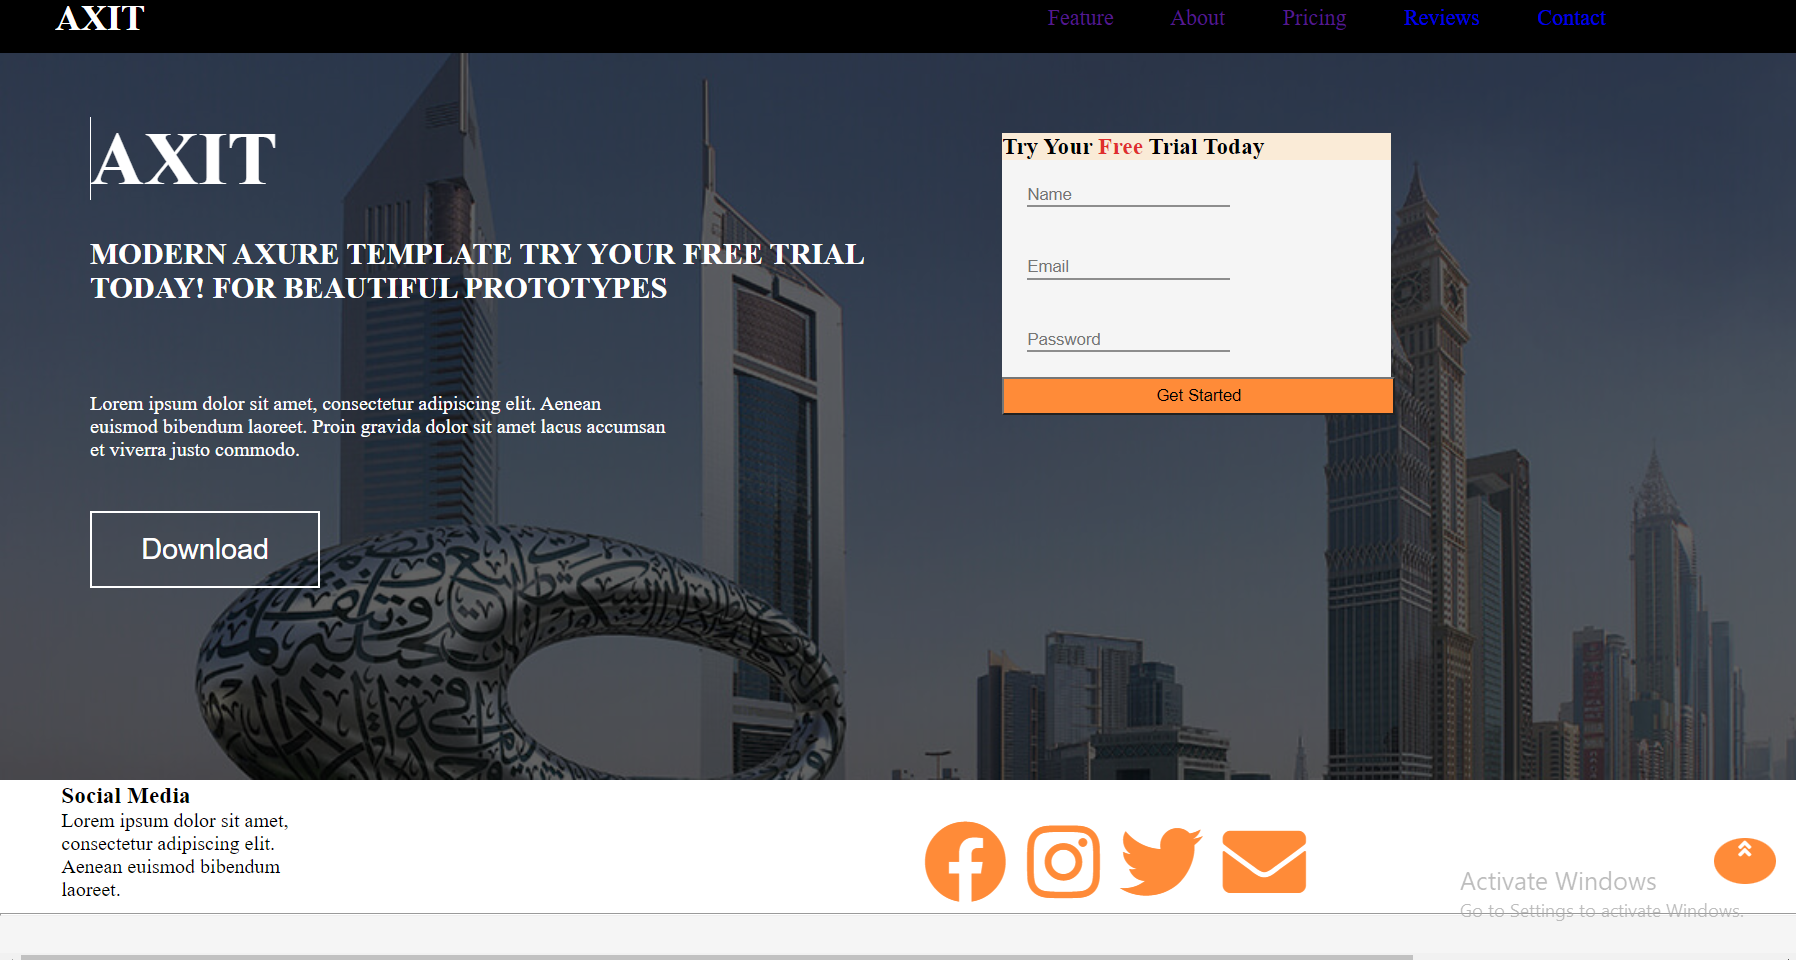 AXIT
Feature About Pricing Reviews Contact
AXIT
MODERN AXURE TEMPLATE TRY YOUR FREE TRIAL
TODAY! FOR BEAUTIFUL PROTOTYPES
Lorem ipsum dolor sit amet, consectetur adipiscing elit. Aenean
euismod bibendum laoreet. Proin gravida dolor sit amet lacus accumsan
et viverra justo commodo.
Download
Try Your Free Trial Today
Name
Email
Password
Get Started
Social Media
Lorem ipsum dolor sit amet,
consectetur adipiscing elit.
Aenean euismod bibendum
laoreet.
Activate Windows
Go to Settings to activate Windows.